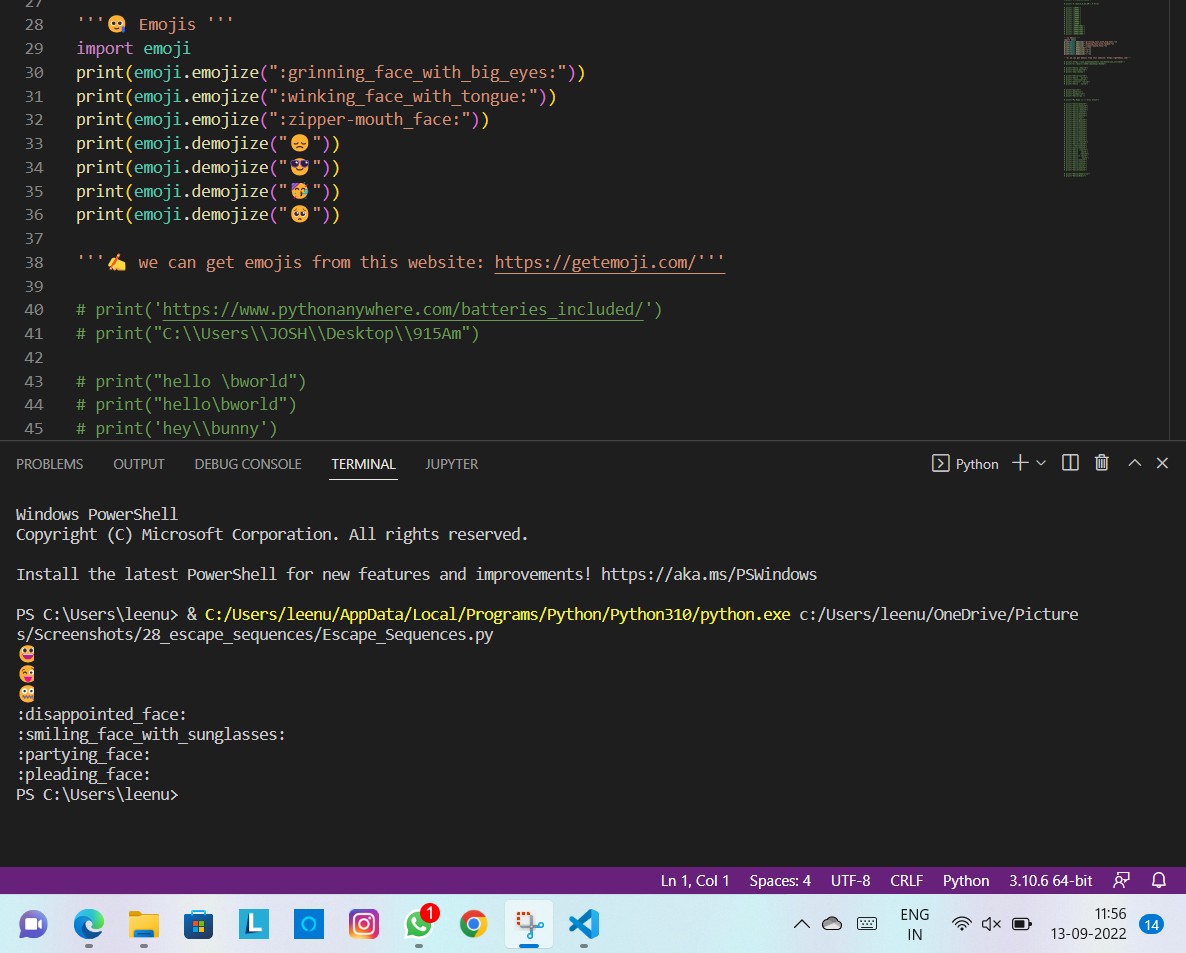 27
28 '''🥲 Emojis '''
29 import emoji
30 print(emoji.emojize(":grinning_face_with_big_eyes:"))
31 print(emoji.emojize(":winking_face_with_tongue:"))
32 print(emoji.emojize(":zipper-mouth_face:"))
33 print(emoji.demojize("😞"))
34 print(emoji.demojize("😎"))
35 print(emoji.demojize("🥳"))
36 print(emoji.demojize("🥺"))
37
38 '''✍ we can get emojis from this website: https://getemoji.com/'''
39
40 # print('https://www.pythonanywhere.com/batteries_included/')
41 # print("C:\\Users\\JOSH\\Desktop\\915Am")
42
43 # print("hello \bworld")
44 # print("hello\bworld")
45 # print('hey\\bunny')
PROBLEMS OUTPUT DEBUG CONSOLE TERMINAL JUPYTER Python
Windows PowerShell
Copyright (C) Microsoft Corporation. All rights reserved.
Install the latest PowerShell for new features and improvements! https://aka.ms/PSWindows
PS C:\Users\leenu> & C:/Users/leenu/AppData/Local/Programs/Python/Python310/python.exe c:/Users/leenu/OneDrive/Picture
s/Screenshots/28_escape_sequences/Escape_Sequences.py
😃
😜
🤐
:disappointed_face:
:smiling_face_with_sunglasses:
:partying_face:
:pleading_face:
PS C:\Users\leenu>
Ln 1, Col 1 Spaces: 4 UTF-8 CRLF Python 3.10.6 64-bit
L 1 ENG IN 11:56 13-09-2022 14